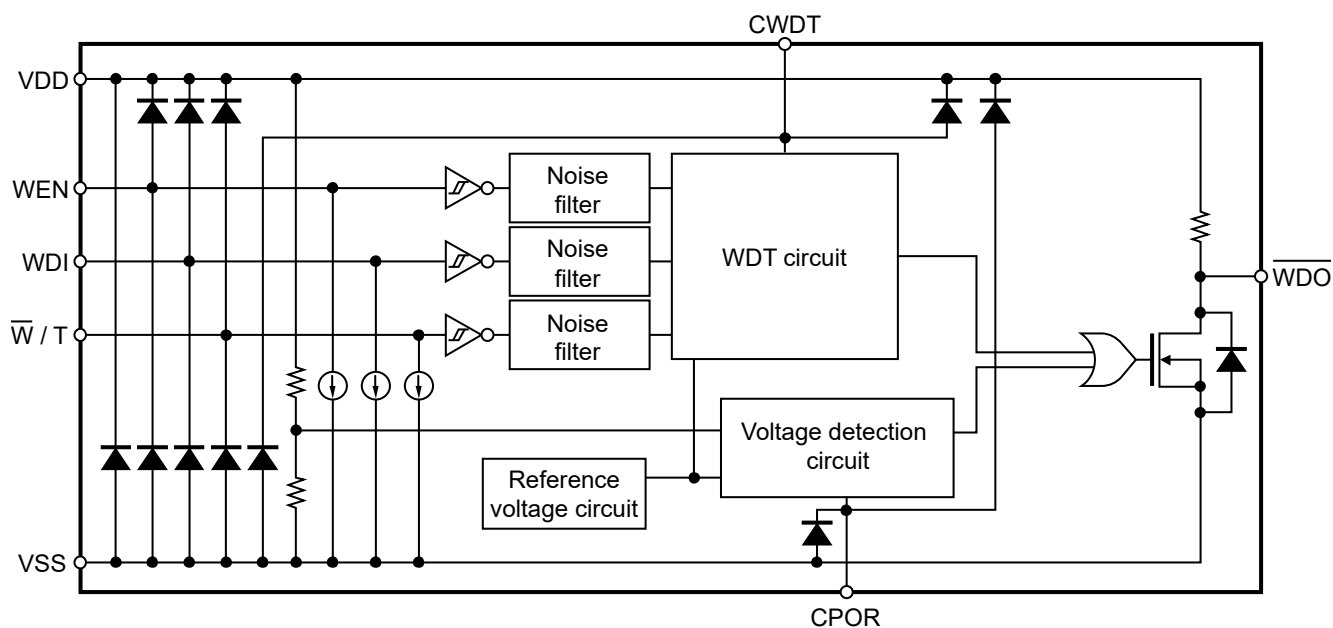 CWDT
VDD
WEN
Noise
filter
WDI
Noise
filter
WDT circuit
W̅D̅O̅
W̅ / T
Noise
filter
Voltage detection
circuit
Reference
voltage circuit
VSS
CPOR